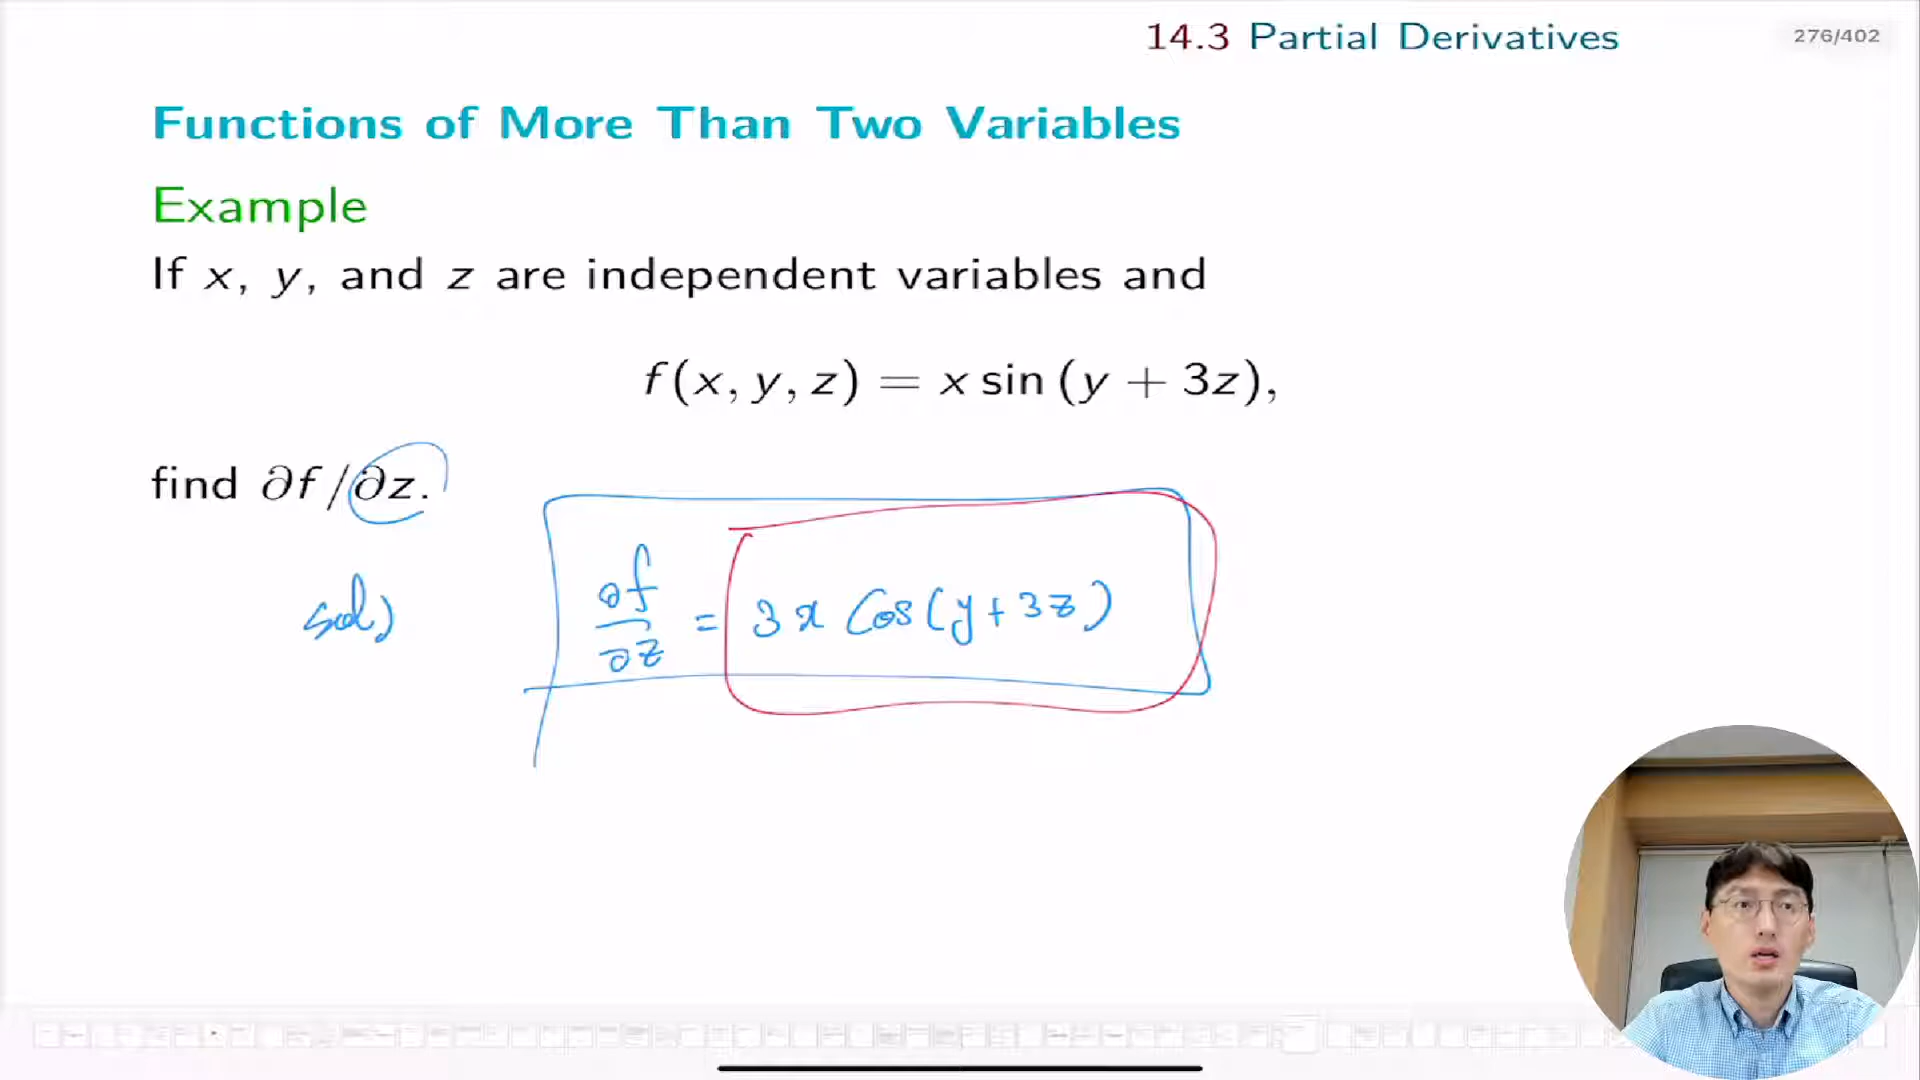 14.3 Partial Derivatives
276/402
Functions of More Than Two Variables
Example
If x, y, and z are independent variables and
f(x, y, z) = x sin (y + 3z),
find ∂f/∂z.
sol) ∂f/∂z = 3x Cos(y+3z)